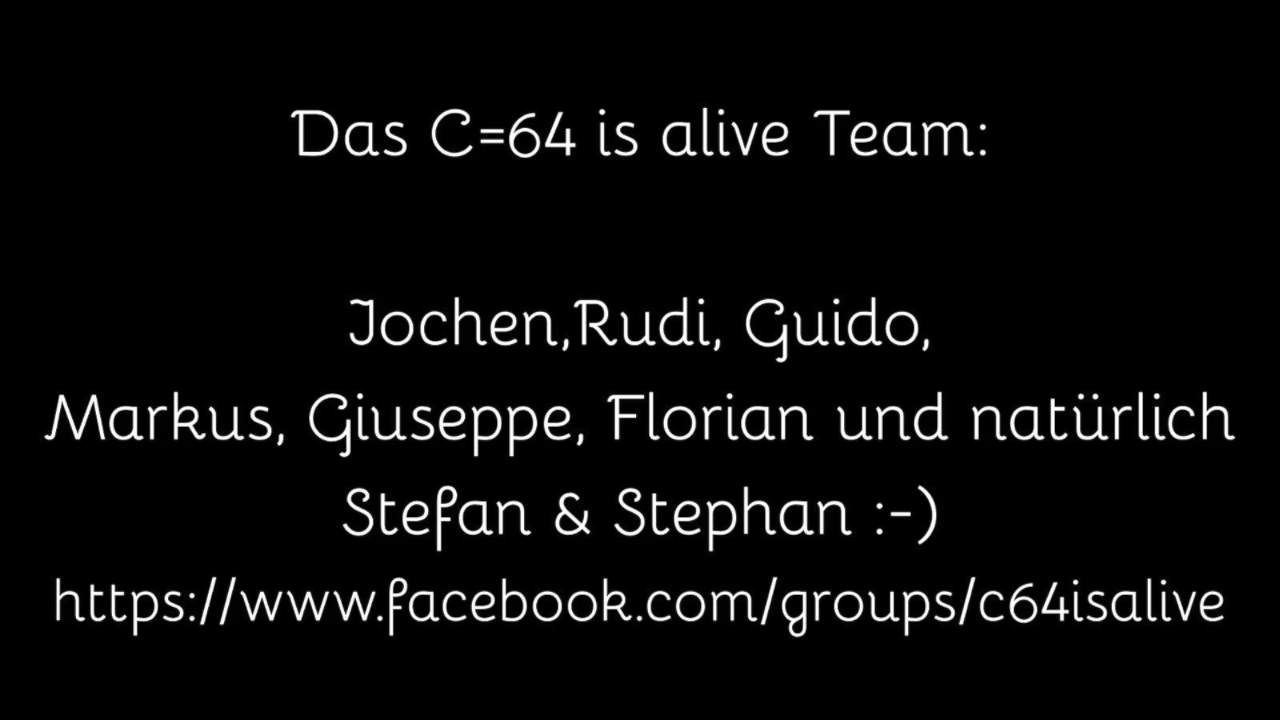 Das C=64 is alive Team:
Jochen,Rudi, Guido,
Markus, Giuseppe, Florian und natürlich
Stefan & Stephan :-)
https://www.facebook.com/groups/c64isalive